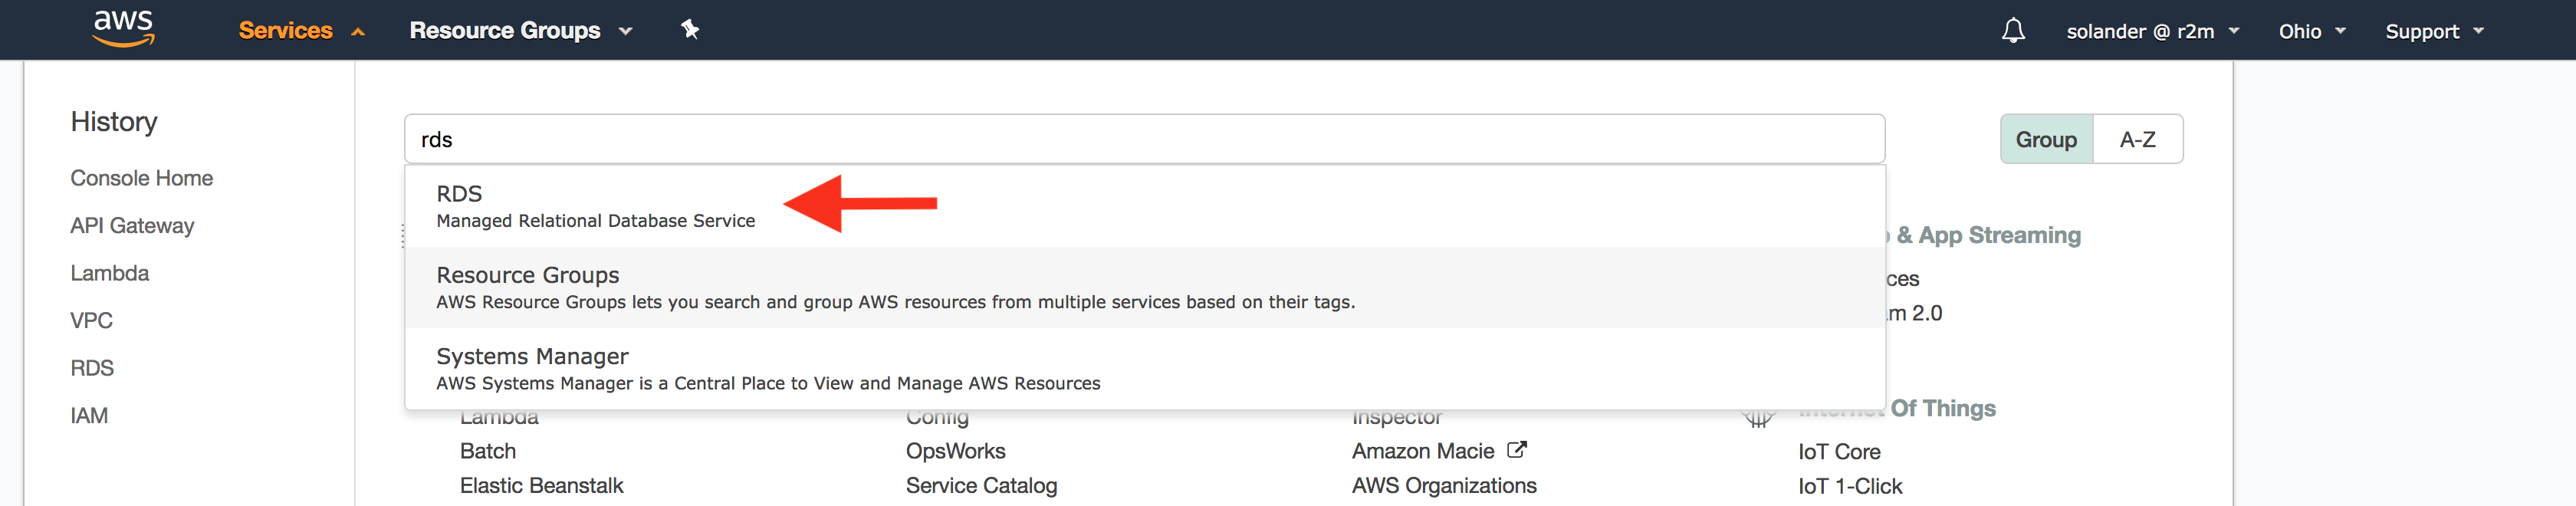 aws
Services
Resource Groups
solander @ r2m
Ohio
Support
History
Console Home
API Gateway
Lambda
VPC
RDS
IAM
rds
Group
A-Z
RDS
Managed Relational Database Service
Resource Groups
AWS Resource Groups lets you search and group AWS resources from multiple services based on their tags.
Systems Manager
AWS Systems Manager is a Central Place to View and Manage AWS Resources
& App Streaming
ces
m 2.0
Lambda
Batch
Elastic Beanstalk
Config
OpsWorks
Service Catalog
Inspector
Amazon Macie
AWS Organizations
Internet Of Things
IoT Core
IoT 1-Click